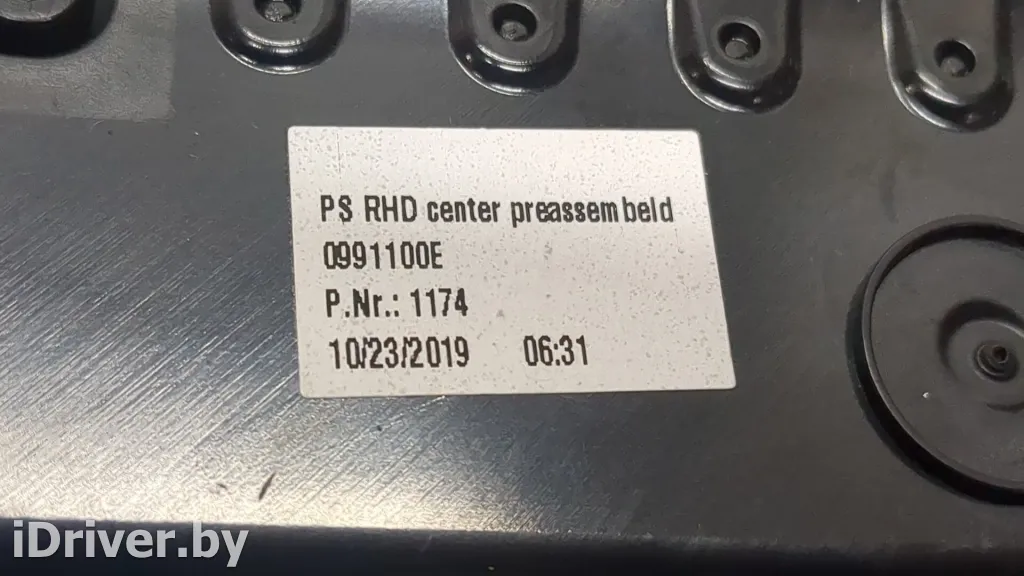 PS RHD center preassembeld
0991100E
P.Nr.: 1174
10/23/2019 06:31
iDriver.by